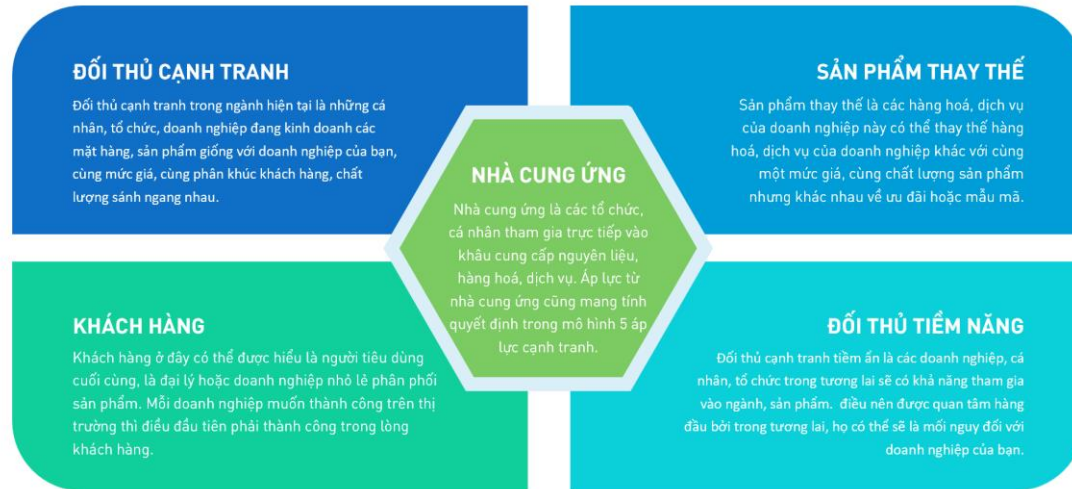 ĐỐI THỦ CẠNH TRANH
Đối thủ cạnh tranh trong ngành hiện tại là những cá
nhân, tổ chức, doanh nghiệp đang kinh doanh các
mặt hàng, sản phẩm giống với doanh nghiệp của bạn,
cùng mức giá, cùng phân khúc khách hàng, chất
lượng sánh ngang nhau.
SẢN PHẨM THAY THẾ
Sản phẩm thay thế là các hàng hoá, dịch vụ
của doanh nghiệp này có thể thay thế hàng
hoá, dịch vụ của doanh nghiệp khác với cùng
một mức giá, cùng chất lượng sản phẩm
nhưng khác nhau về ưu đãi hoặc mẫu mã.
NHÀ CUNG ỨNG
Nhà cung ứng là các tổ chức,
cá nhân tham gia trực tiếp vào
khâu cung cấp nguyên liệu,
hàng hoá, dịch vụ. Áp lực từ
nhà cung ứng cũng mang tính
quyết định trong mô hình 5 áp
lực cạnh tranh.
KHÁCH HÀNG
Khách hàng ở đây có thể được hiểu là người tiêu dùng
cuối cùng, là đại lý hoặc doanh nghiệp nhỏ lẻ phân phối
sản phẩm. Mỗi doanh nghiệp muốn thành công trên thị
trường thì điều đầu tiên phải thành công trong lòng
khách hàng.
ĐỐI THỦ TIỀM NĂNG
Đối thủ cạnh tranh tiềm ẩn là các doanh nghiệp, cá
nhân, tổ chức trong tương lai sẽ có khả năng tham gia
vào ngành, sản phẩm. điều nên được quan tâm hàng
đầu bởi trong tương lai, họ có thể sẽ là mối nguy đối với
doanh nghiệp của bạn.